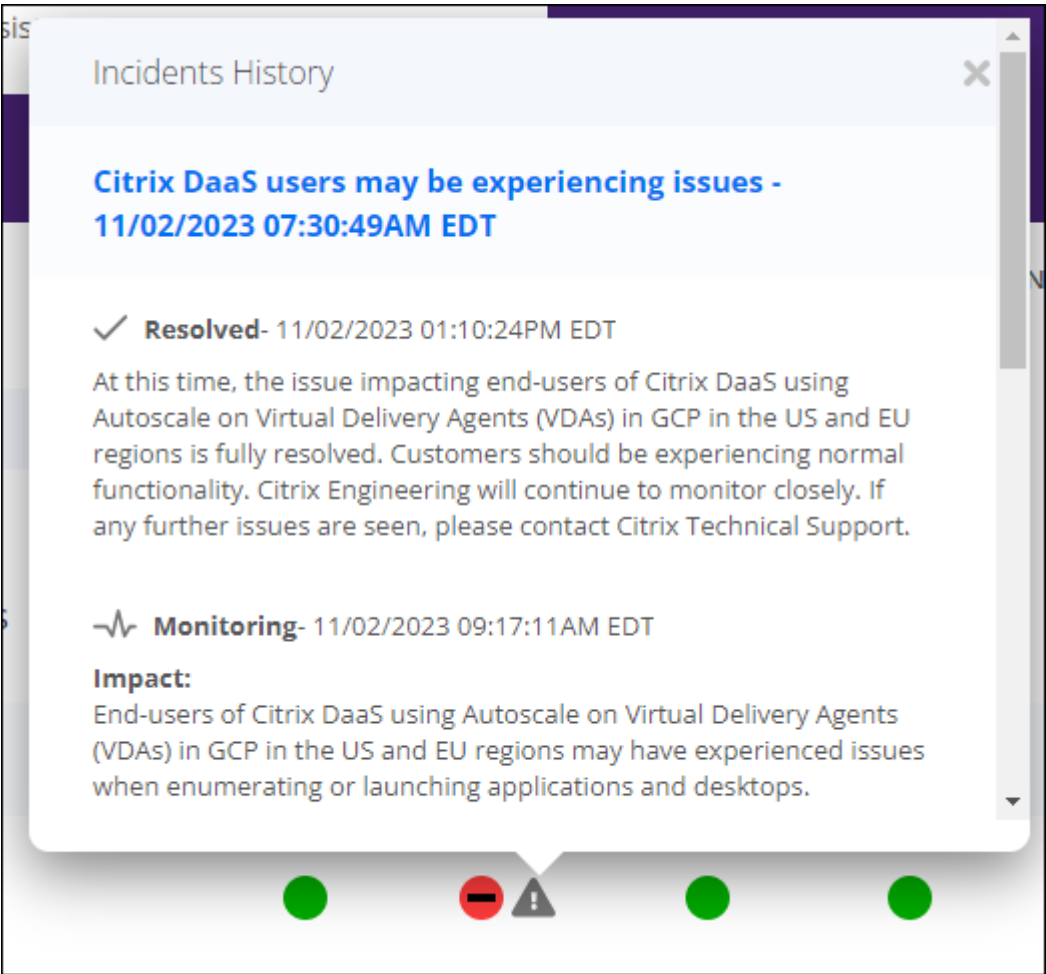 sis
Incidents History
Citrix DaaS users may be experiencing issues -
11/02/2023 07:30:49AM EDT
N
Resolved- 11/02/2023 01:10:24PM EDT
At this time, the issue impacting end-users of Citrix DaaS using
Autoscale on Virtual Delivery Agents (VDAs) in GCP in the US and EU
regions is fully resolved. Customers should be experiencing normal
functionality. Citrix Engineering will continue to monitor closely. If
any further issues are seen, please contact Citrix Technical Support.
s
Monitoring- 11/02/2023 09:17:11AM EDT
Impact:
End-users of Citrix DaaS using Autoscale on Virtual Delivery Agents
(VDAs) in GCP in the US and EU regions may have experienced issues
when enumerating or launching applications and desktops.